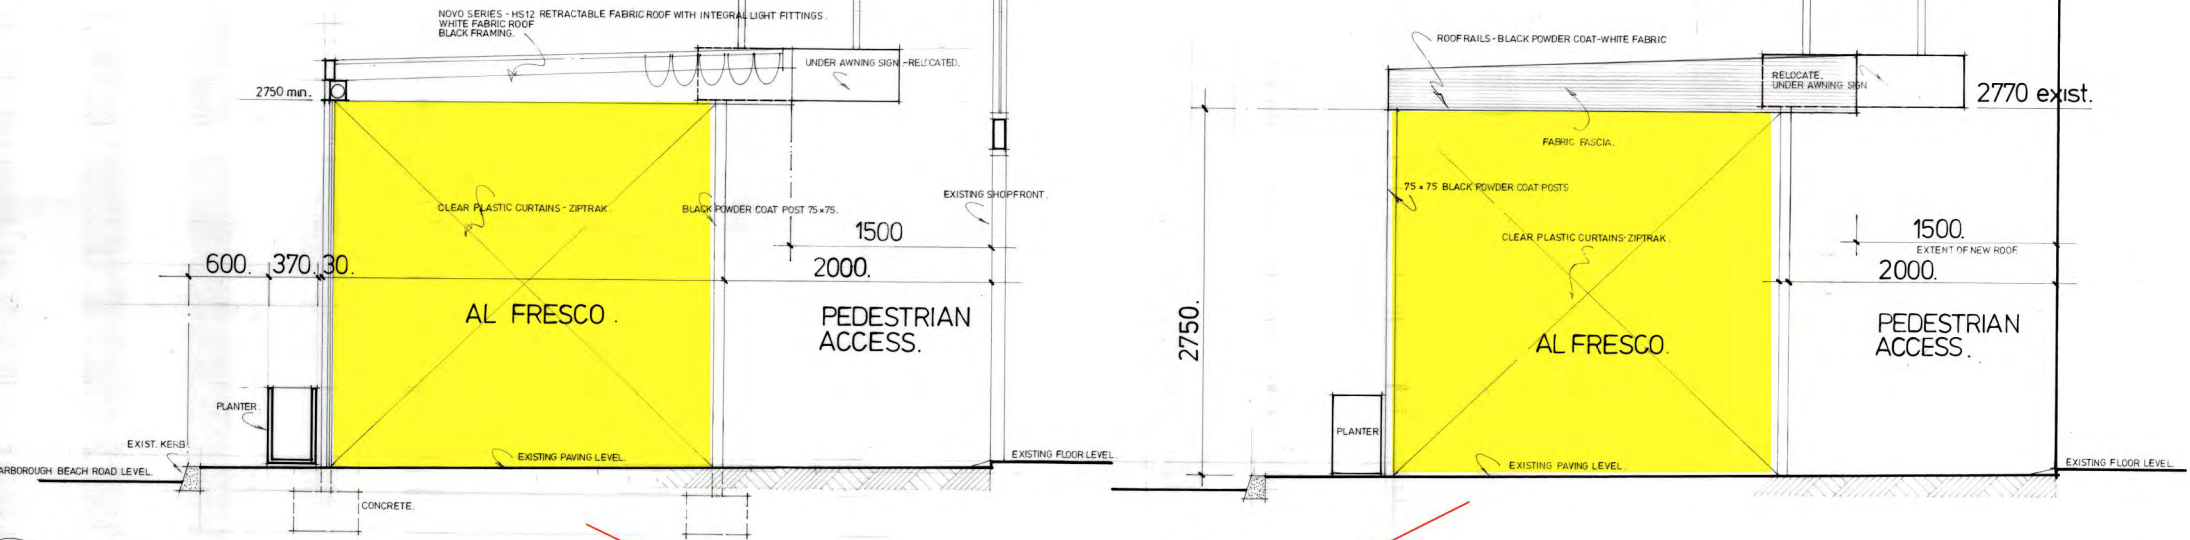 NOVO SERIES - HS12 RETRACTABLE FABRIC ROOF WITH INTEGRAL LIGHT FITTINGS.
WHITE FABRIC ROOF
BLACK FRAMING.
UNDER AWNING SIGN - RELOCATED.
2750 min.
EXISTING SHOPFRONT.
CLEAR PLASTIC CURTAINS - ZIPTRAK.
BLACK POWDER COAT POST 75×75.
1500
600. 370. 30.
2000.
AL FRESCO.
PEDESTRIAN
ACCESS.
PLANTER.
EXIST. KERB
ARBOROUGH BEACH ROAD LEVEL.
EXISTING PAVING LEVEL.
EXISTING FLOOR LEVEL.
CONCRETE.
ROOF RAILS - BLACK POWDER COAT - WHITE FABRIC
RELOCATE.
UNDER AWNING SIGN
2770 exist.
FABRIC FASCIA.
75 × 75 BLACK POWDER COAT POSTS
CLEAR PLASTIC CURTAINS - ZIPTRAK.
1500.
EXTENT OF NEW ROOF.
2000.
2750.
AL FRESCO.
PEDESTRIAN
ACCESS.
PLANTER
EXISTING PAVING LEVEL.
EXISTING FLOOR LEVEL.